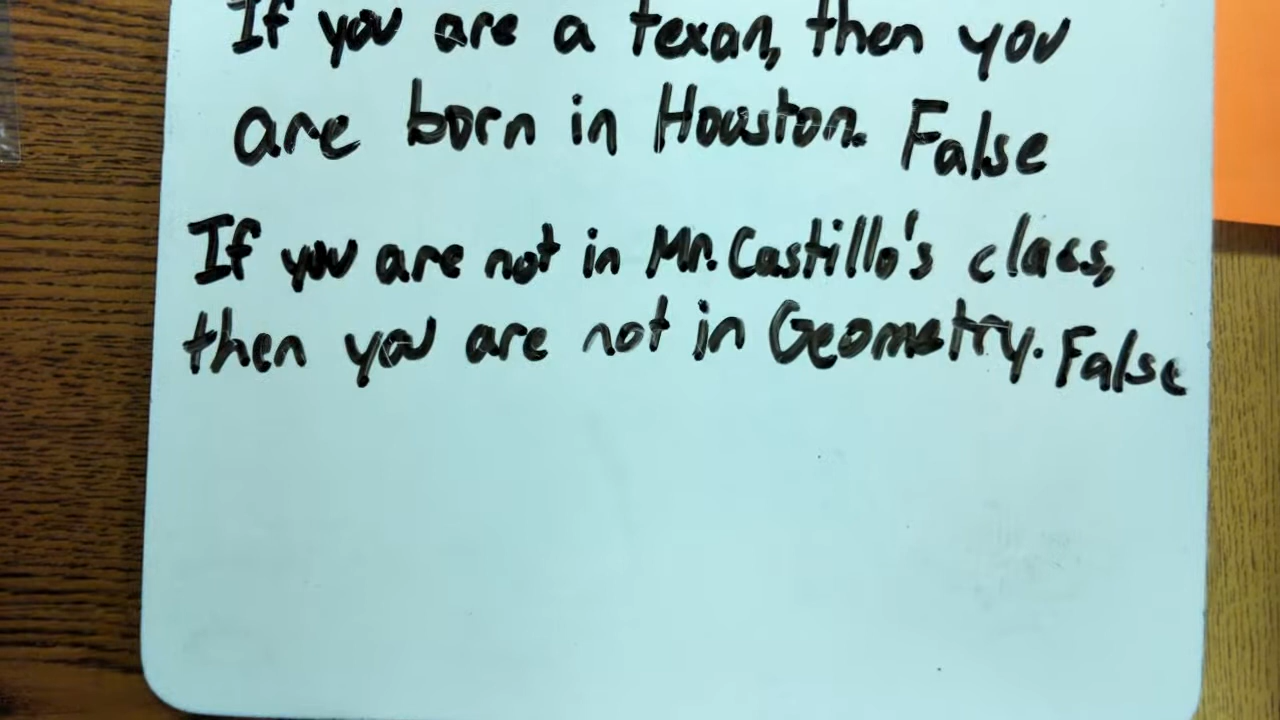 If you are a Texan, then you
are born in Houston. False
If you are not in Mr. Castillo's class,
then you are not in Geometry. False